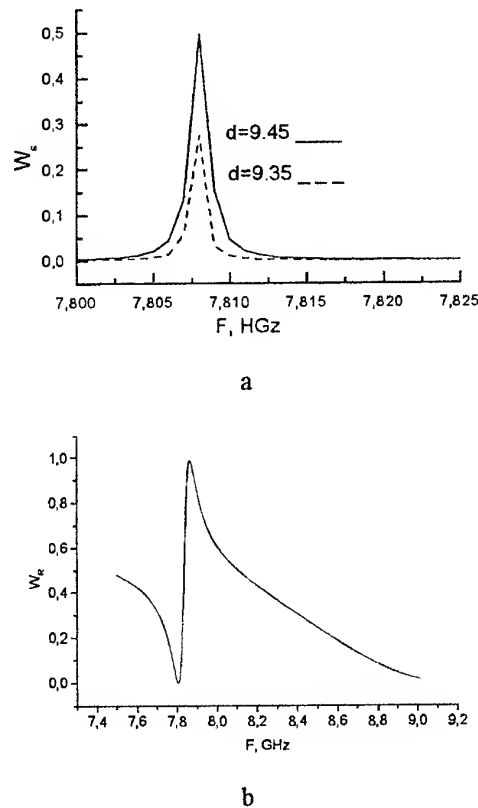 0,5
0,4
0,3
0,2
0,1
0,0
Wε
d=9.45
d=9.35
7,800 7,805 7,810 7,815 7,820 7,825
F, HGz
a
1,0
0,8
0,6
0,4
0,2
0,0
W_R
7,4 7,6 7,8 8,0 8,2 8,4 8,6 8,8 9,0 9,2
F, GHz
b